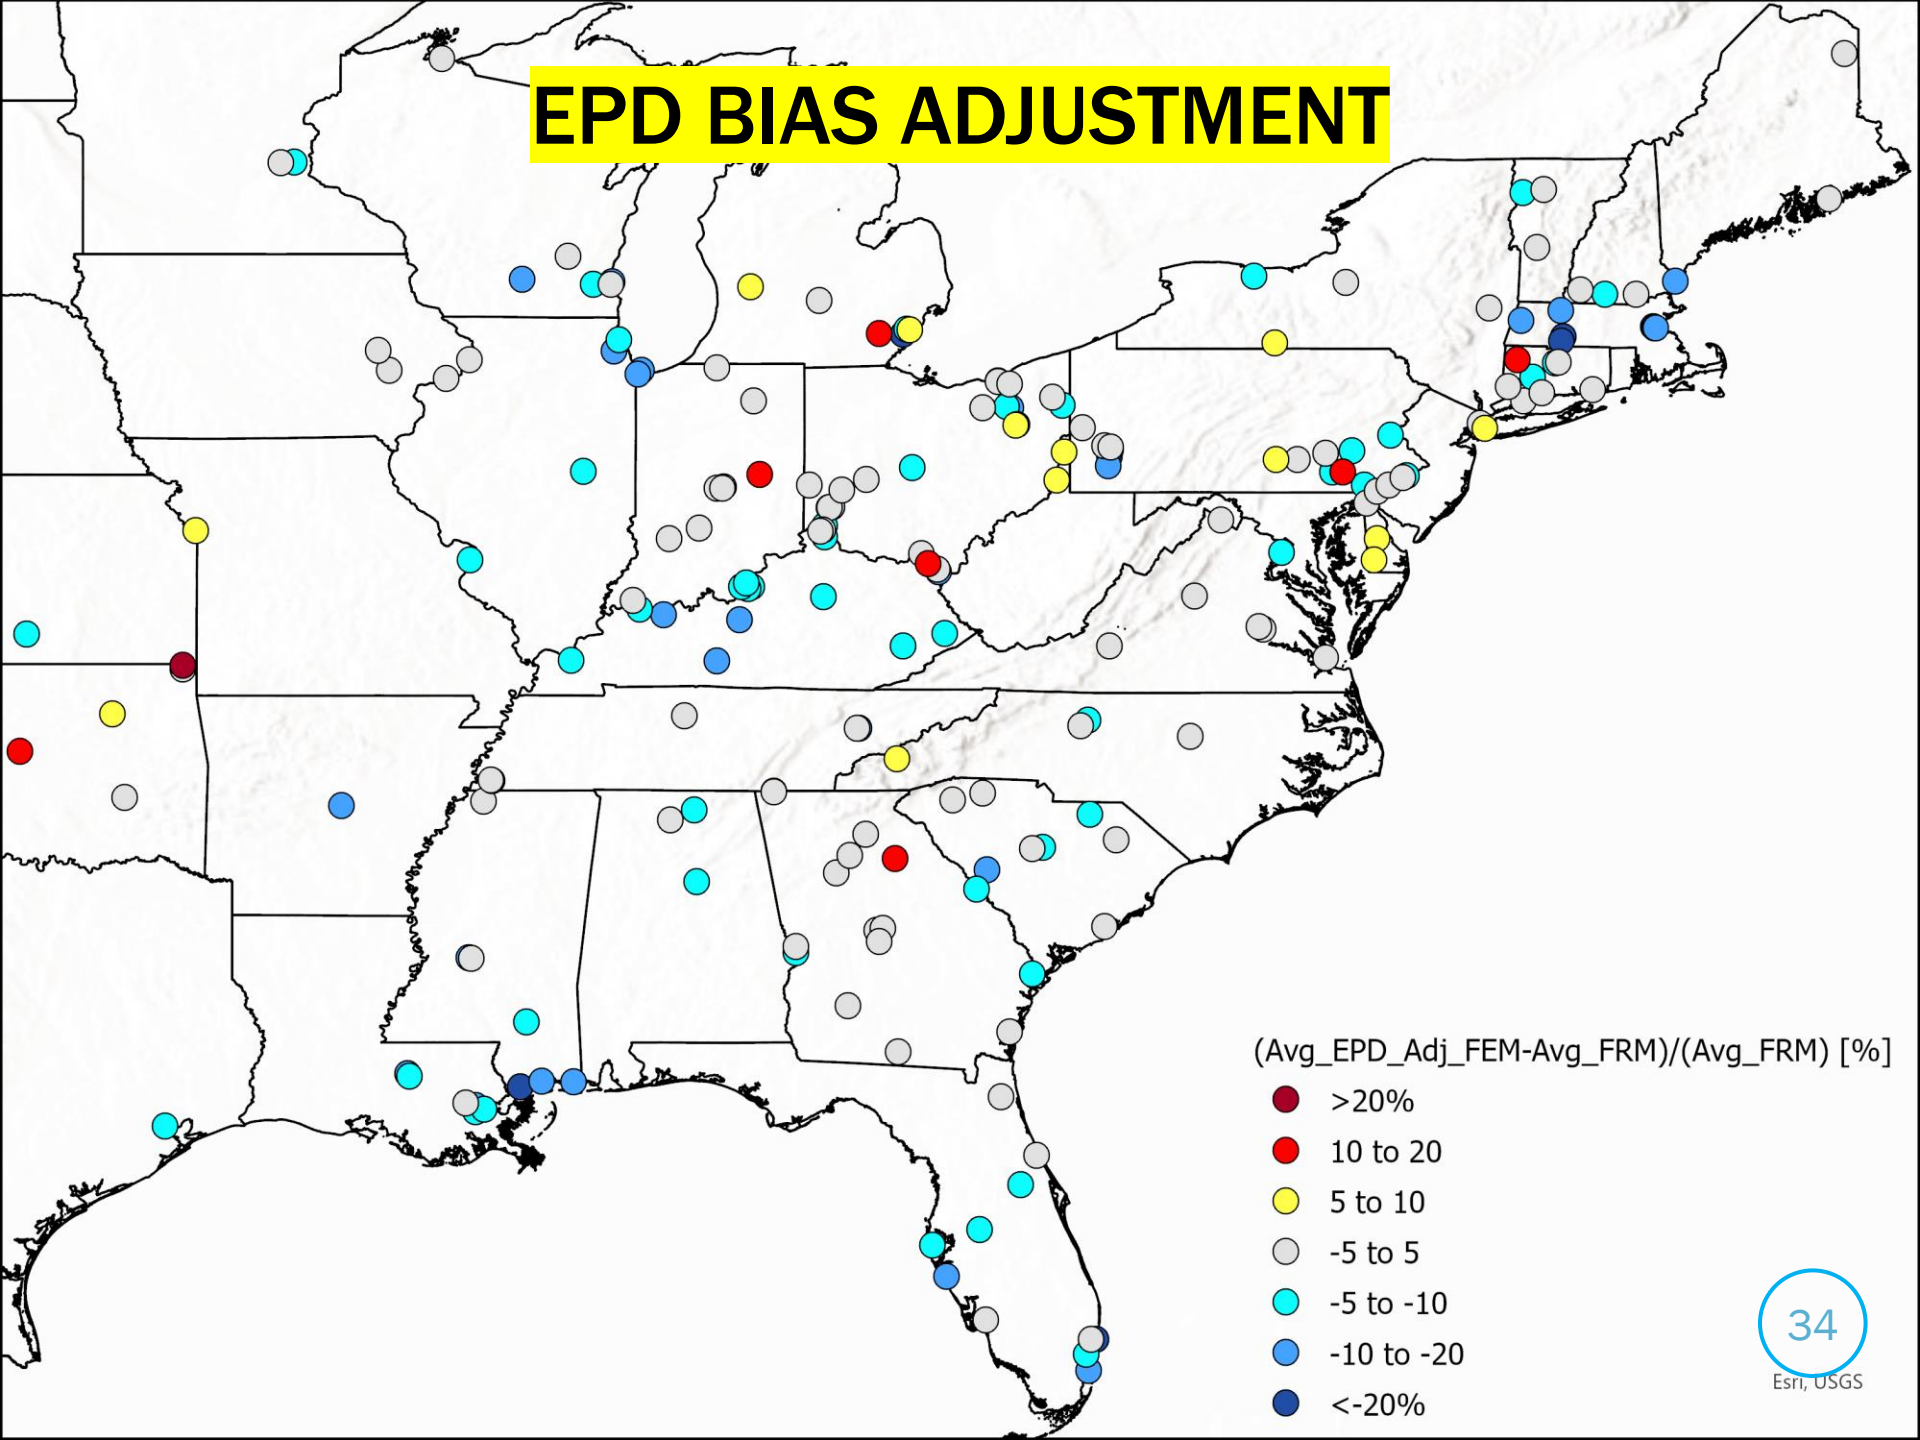 EPD BIAS ADJUSTMENT
(Avg_EPD_Adj_FEM-Avg_FRM)/(Avg_FRM) [%]
>20%
10 to 20
5 to 10
-5 to 5
-5 to -10
-10 to -20
<-20%
34
Esri, USGS